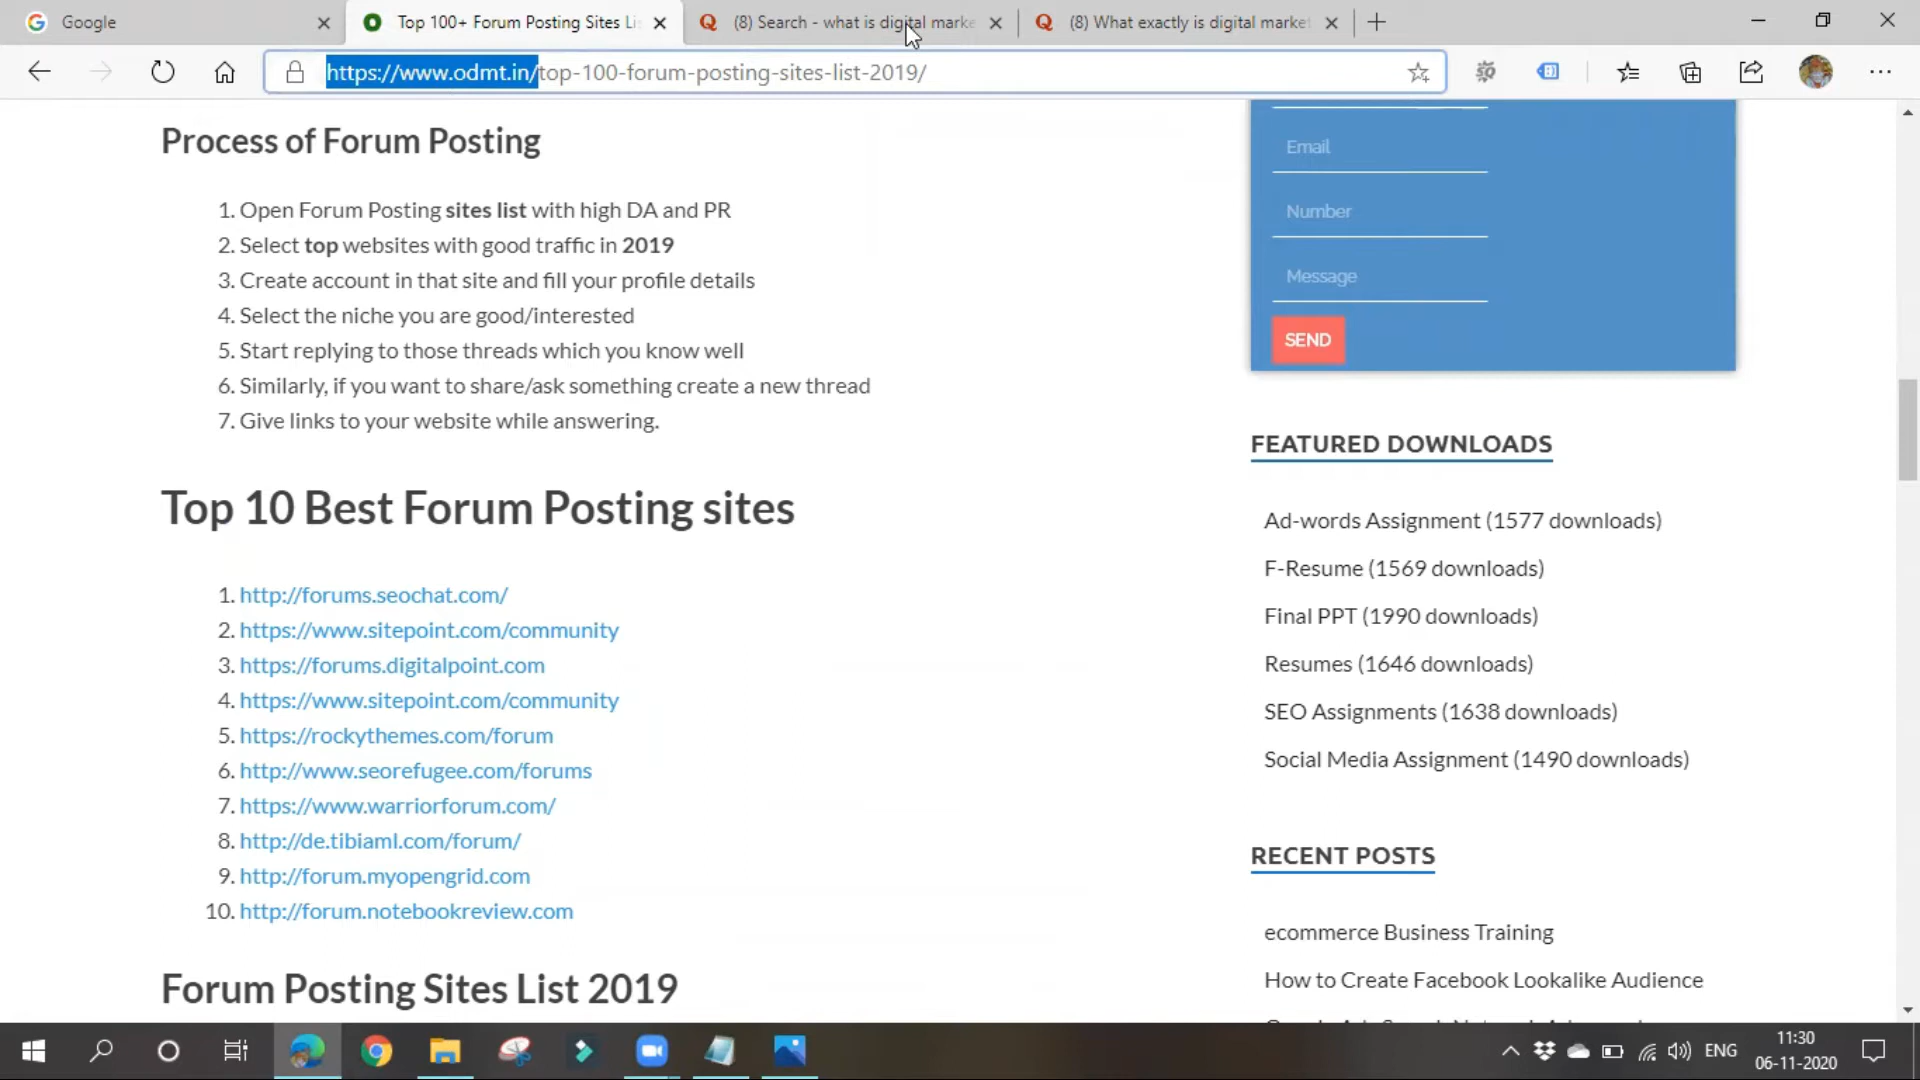 Google
Top 100+ Forum Posting Sites Lis
(8) Search - what is digital marke
(8) What exactly is digital market
https://www.odmt.in/top-100-forum-posting-sites-list-2019/
Process of Forum Posting
1. Open Forum Posting sites list with high DA and PR
2. Select top websites with good traffic in 2019
3. Create account in that site and fill your profile details
4. Select the niche you are good/interested
5. Start replying to those threads which you know well
6. Similarly, if you want to share/ask something create a new thread
7. Give links to your website while answering.
Top 10 Best Forum Posting sites
1. http://forums.seochat.com/
2. https://www.sitepoint.com/community
3. https://forums.digitalpoint.com
4. https://www.sitepoint.com/community
5. https://rockythemes.com/forum
6. http://www.seorefugee.com/forums
7. https://www.warriorforum.com/
8. http://de.tibiaml.com/forum/
9. http://forum.myopengrid.com
10. http://forum.notebookreview.com
Forum Posting Sites List 2019
Email
Number
Message
SEND
FEATURED DOWNLOADS
Ad-words Assignment (1577 downloads)
F-Resume (1569 downloads)
Final PPT (1990 downloads)
Resumes (1646 downloads)
SEO Assignments (1638 downloads)
Social Media Assignment (1490 downloads)
RECENT POSTS
ecommerce Business Training
How to Create Facebook Lookalike Audience
ENG
11:30
06-11-2020